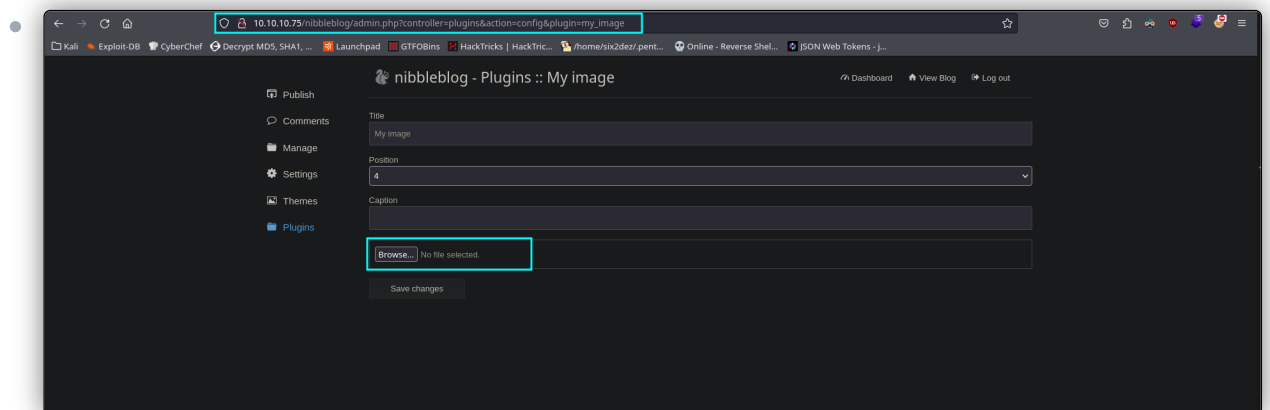 10.10.10.75/nibbleblog/admin.php?controller=plugins&action=config&plugin=my_image
Kali Exploit-DB CyberChef Decrypt MD5, SHA1, ... Launchpad GTFOBins HackTricks | HackTric... /home/six2dez/.pent... Online - Reverse Shel... JSON Web Tokens - j...
nibbleblog - Plugins :: My image
Dashboard View Blog Log out
Publish
Comments
Manage
Settings
Themes
Plugins
Title
My image
Position
4
Caption
Browse... No file selected.
Save changes